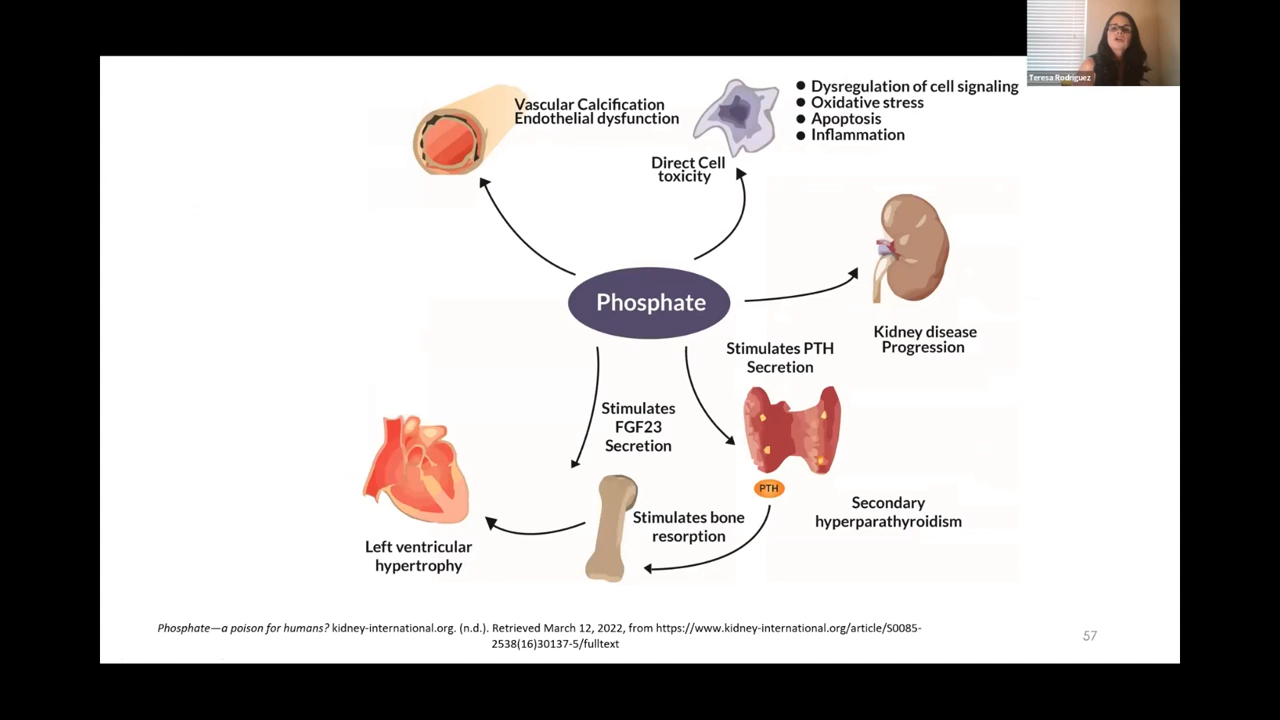 Teresa Rodriguez
Vascular Calcification
Endothelial dysfunction
Direct Cell
toxicity
● Dysregulation of cell signaling
● Oxidative stress
● Apoptosis
● Inflammation
Phosphate
Kidney disease
Progression
Stimulates PTH
Secretion
Stimulates
FGF23
Secretion
PTH
Secondary
hyperparathyroidism
Stimulates bone
resorption
Left ventricular
hypertrophy
Phosphate—a poison for humans? kidney-international.org. (n.d.). Retrieved March 12, 2022, from https://www.kidney-international.org/article/S0085-
2538(16)30137-5/fulltext
57